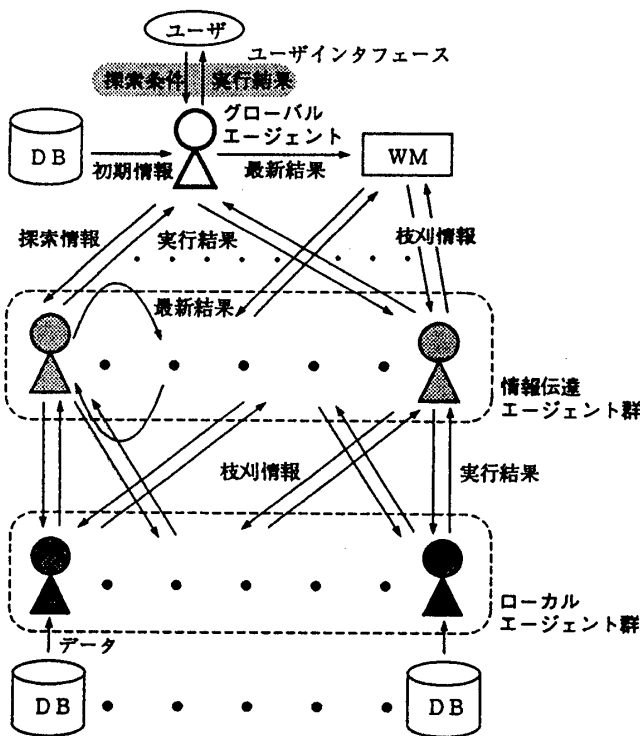 ユーザ
ユーザインタフェース
探索条件
実行結果
グローバル
エージェント
DB
初期情報
最新結果
WM
探索情報
実行結果
枝刈情報
最新結果
情報伝達
エージェント群
枝刈情報
実行結果
ローカル
エージェント群
データ
DB
DB